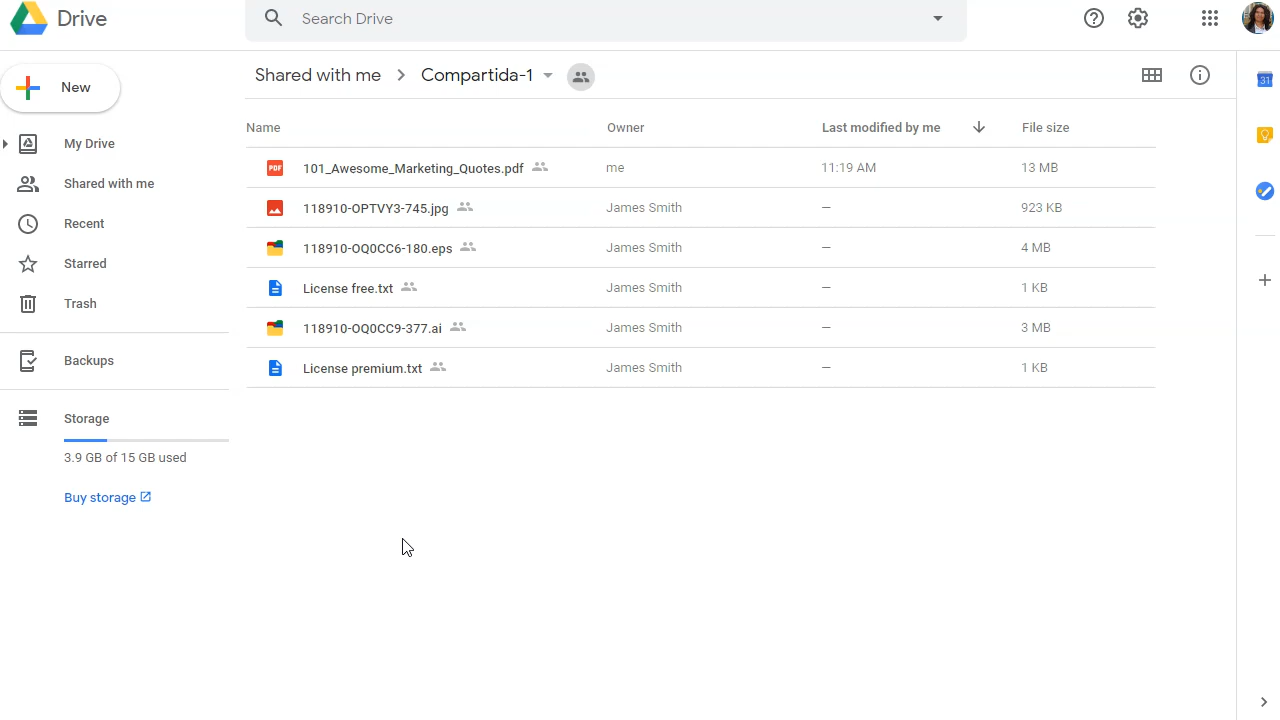 Drive
Search Drive
New
Shared with me
Compartida-1
Name Owner Last modified by me File size
My Drive
Shared with me
Recent
Starred
Trash
Backups
Storage
3.9 GB of 15 GB used
Buy storage
101_Awesome_Marketing_Quotes.pdf me 11:19 AM 13 MB
118910-OPTVY3-745.jpg James Smith — 923 KB
118910-OQ0CC6-180.eps James Smith — 4 MB
License free.txt James Smith — 1 KB
118910-OQ0CC9-377.ai James Smith — 3 MB
License premium.txt James Smith — 1 KB
PDF
31